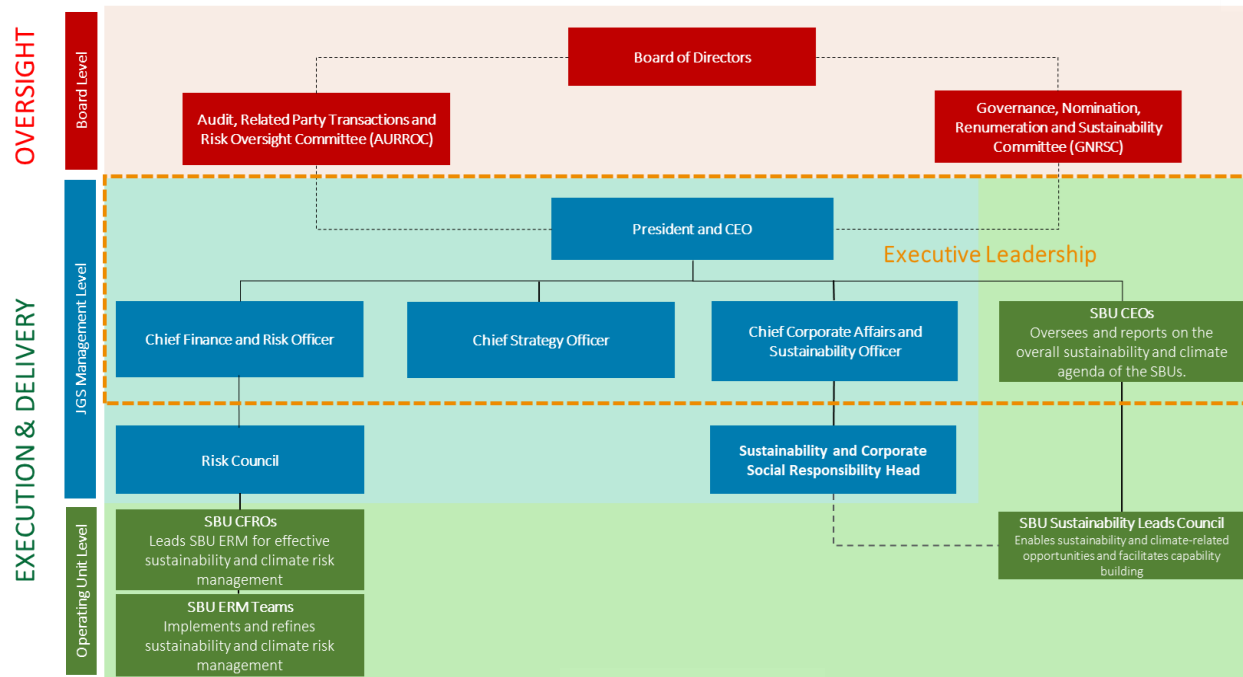 OVERSIGHT
Board Level
Board of Directors
Audit, Related Party Transactions and
Risk Oversight Committee (AURROC)
Governance, Nomination,
Renumeration and Sustainability
Committee (GNRSC)
EXECUTION & DELIVERY
JGS Management Level
President and CEO
Executive Leadership
Chief Finance and Risk Officer
Chief Strategy Officer
Chief Corporate Affairs and
Sustainability Officer
SBU CEOs
Oversees and reports on the
overall sustainability and climate
agenda of the SBUs.
Risk Council
Sustainability and Corporate
Social Responsibility Head
Operating Unit Level
SBU CFROs
Leads SBU ERM for effective
sustainability and climate risk
management
SBU Sustainability Leads Council
Enables sustainability and climate-related
opportunities and facilitates capability
building
SBU ERM Teams
Implements and refines
sustainability and climate risk
management